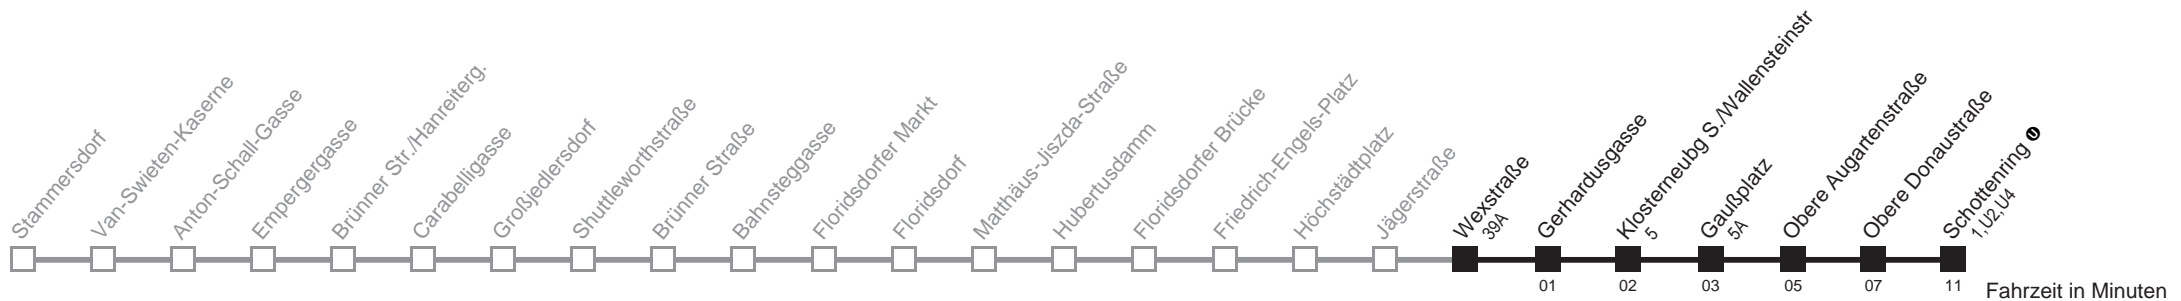 Stammersdorf
Van-Swieten-Kaserne
Anton-Schall-Gasse
Empergergasse
Brünner Str./Hanreiterg.
Carabelligasse
Großjedlersdorf
Shuttleworthstraße
Brünner Straße
Bahnsteggasse
Floridsdorfer Markt
Floridsdorf
Matthäus-Jiszda-Straße
Hubertusdamm
Floridsdorfer Brücke
Friedrich-Engels-Platz
Höchstädtplatz
Jägerstraße
Wexstraße
39A
Gerhardusgasse
Klosterneubg S./Wallensteinstr
5
Gaußplatz
5A
Obere Augartenstraße
Obere Donaustraße
Schottenring U
1,U2,U4
01 02 03 05 07 11
Fahrzeit in Minuten